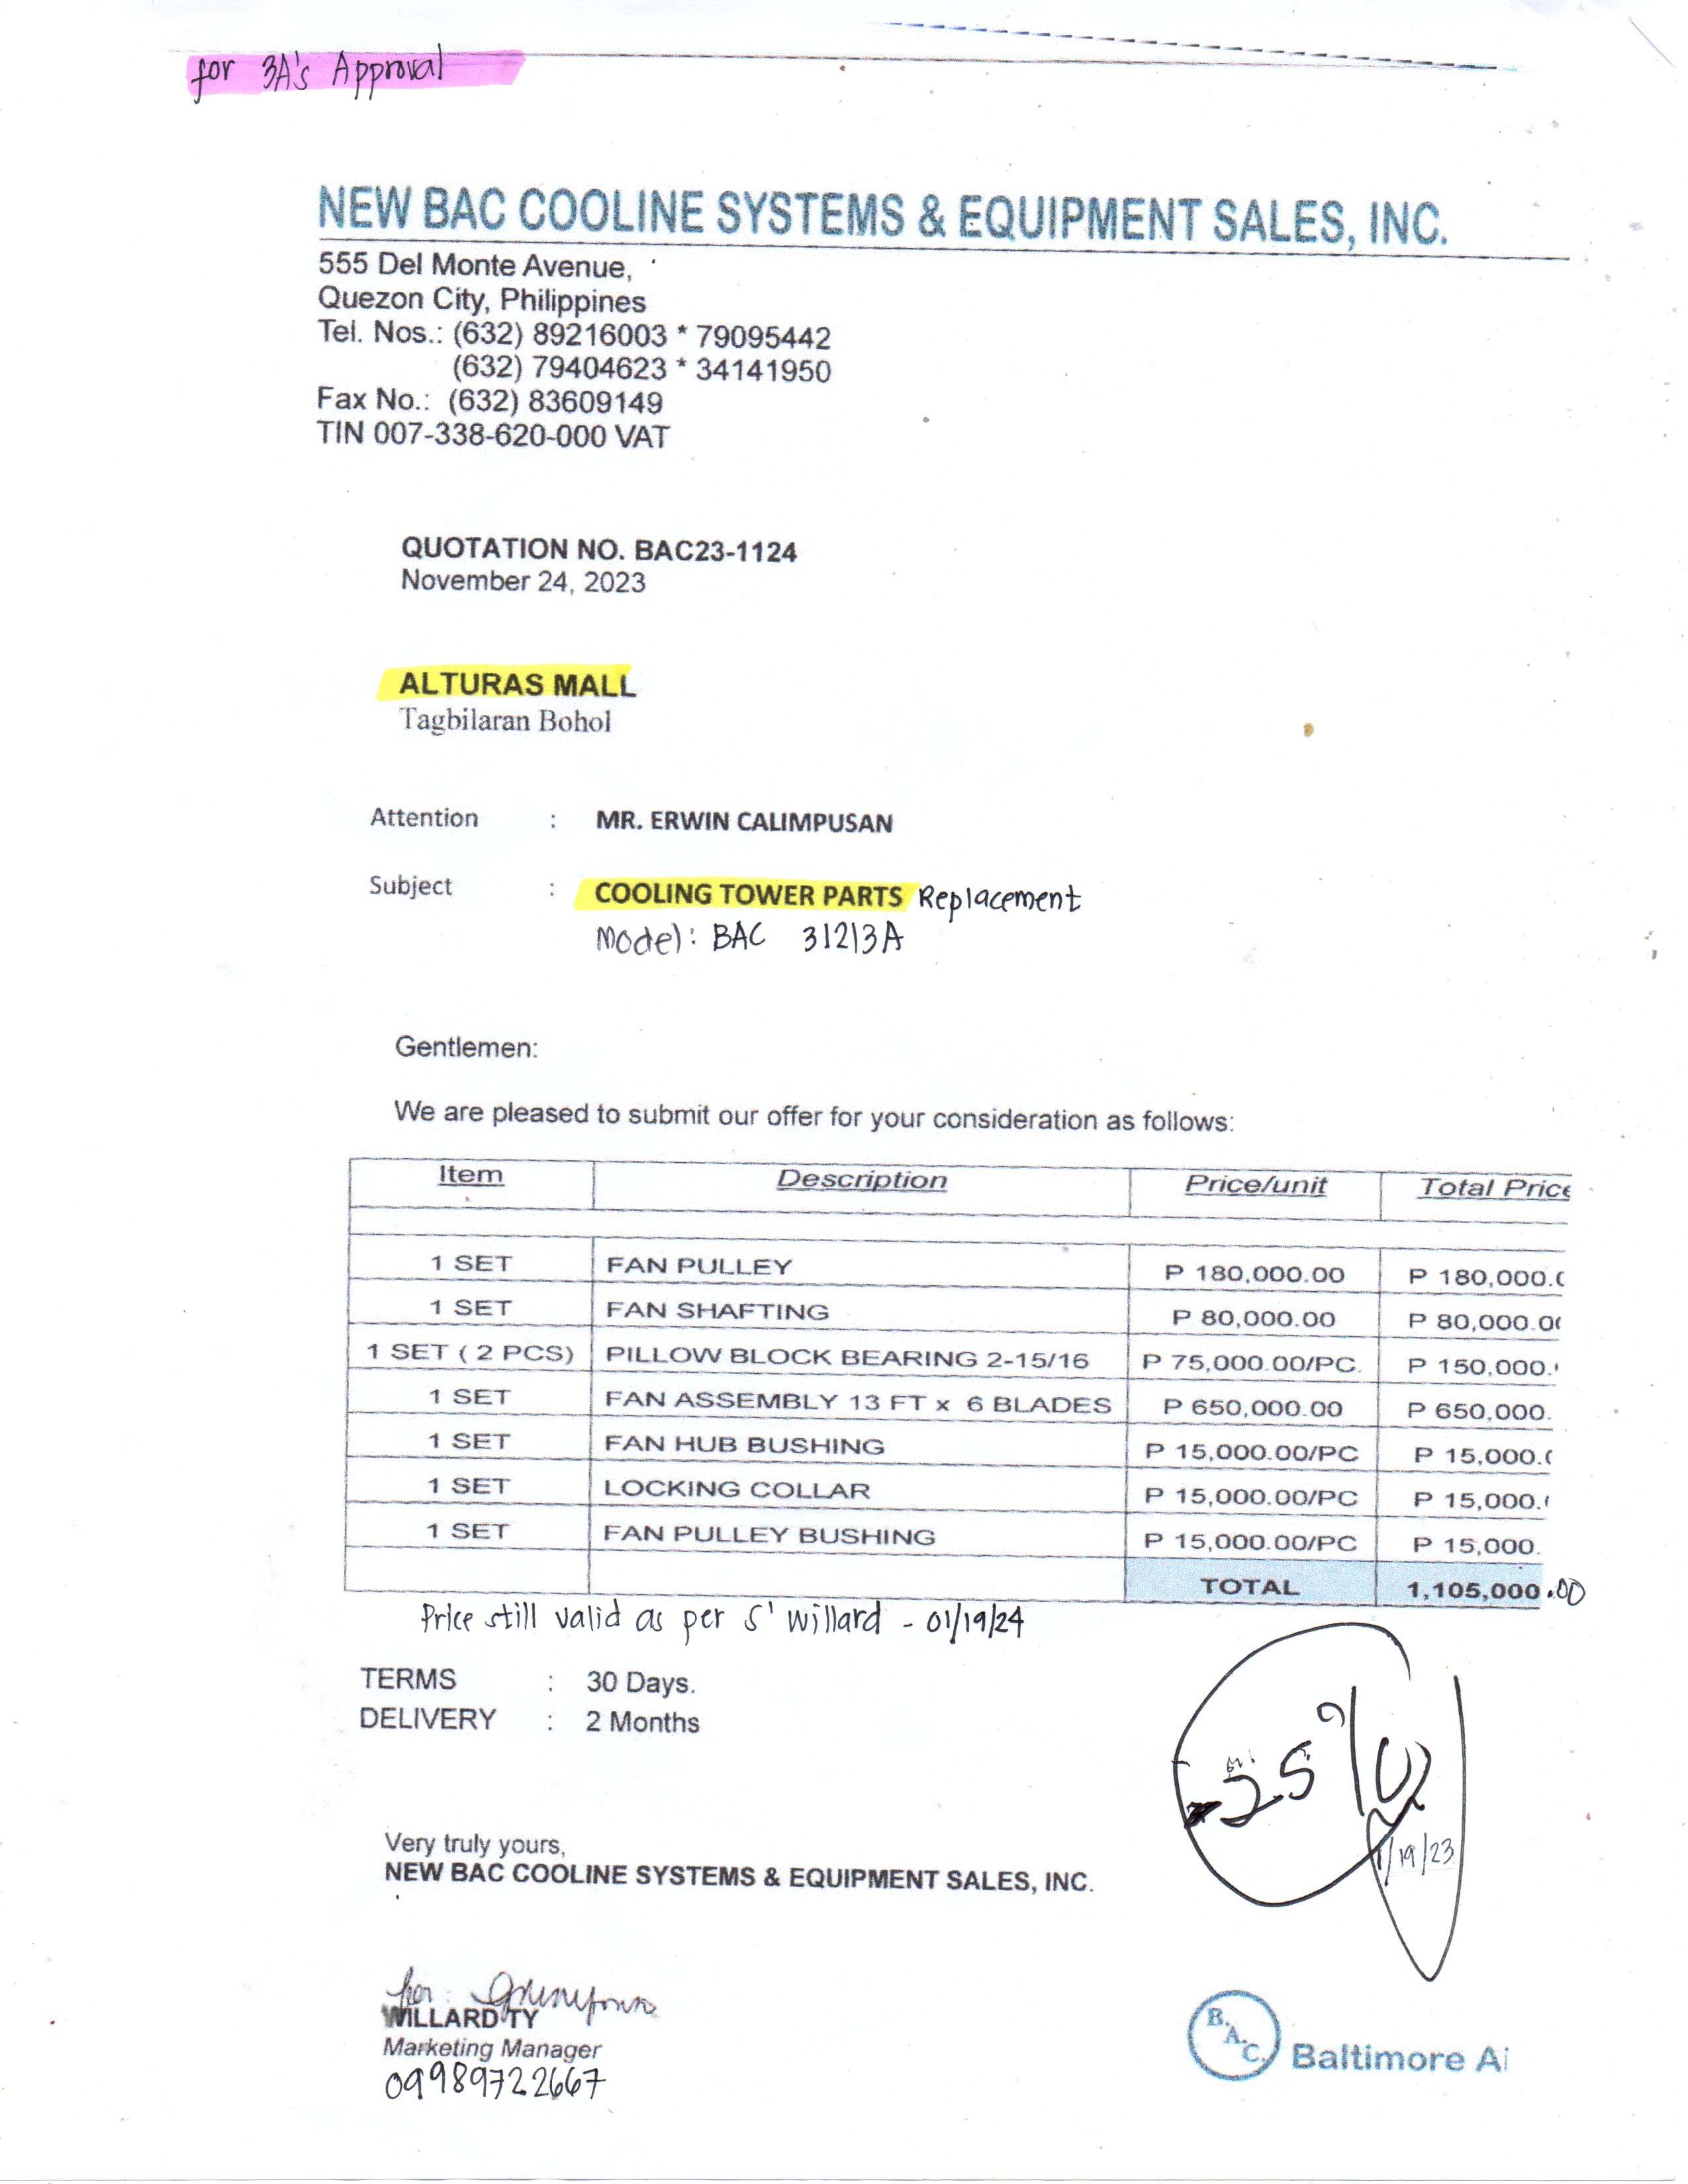 for 3A's Approval
NEW BAC COOLINE SYSTEMS & EQUIPMENT SALES, INC.
555 Del Monte Avenue,
Quezon City, Philippines
Tel. Nos.: (632) 89216003 * 79095442
(632) 79404623 * 34141950
Fax No.: (632) 83609149
TIN 007-338-620-000 VAT
QUOTATION NO. BAC23-1124
November 24, 2023
ALTURAS MALL
Tagbilaran Bohol
Attention : MR. ERWIN CALIMPUSAN
Subject : COOLING TOWER PARTS Replacement
Model: BAC 31213A
Gentlemen:
We are pleased to submit our offer for your consideration as follows:
Item Description Price/unit Total Price
1 SET FAN PULLEY P 180,000.00 P 180,000.0
1 SET FAN SHAFTING P 80,000.00 P 80,000.00
1 SET ( 2 PCS) PILLOW BLOCK BEARING 2-15/16 P 75,000.00/PC. P 150,000.
1 SET FAN ASSEMBLY 13 FT x 6 BLADES P 650,000.00 P 650,000.
1 SET FAN HUB BUSHING P 15,000.00/PC P 15,000.0
1 SET LOCKING COLLAR P 15,000.00/PC P 15,000.
1 SET FAN PULLEY BUSHING P 15,000.00/PC P 15,000.
TOTAL 1,105,000.00
Price still valid as per S' Willard - 01/19/24
TERMS : 30 Days.
DELIVERY : 2 Months
-25%
1/19/23
Very truly yours,
NEW BAC COOLINE SYSTEMS & EQUIPMENT SALES, INC.
for:
WILLARD TY
Marketing Manager
09989722667
B.A.C. Baltimore Ai